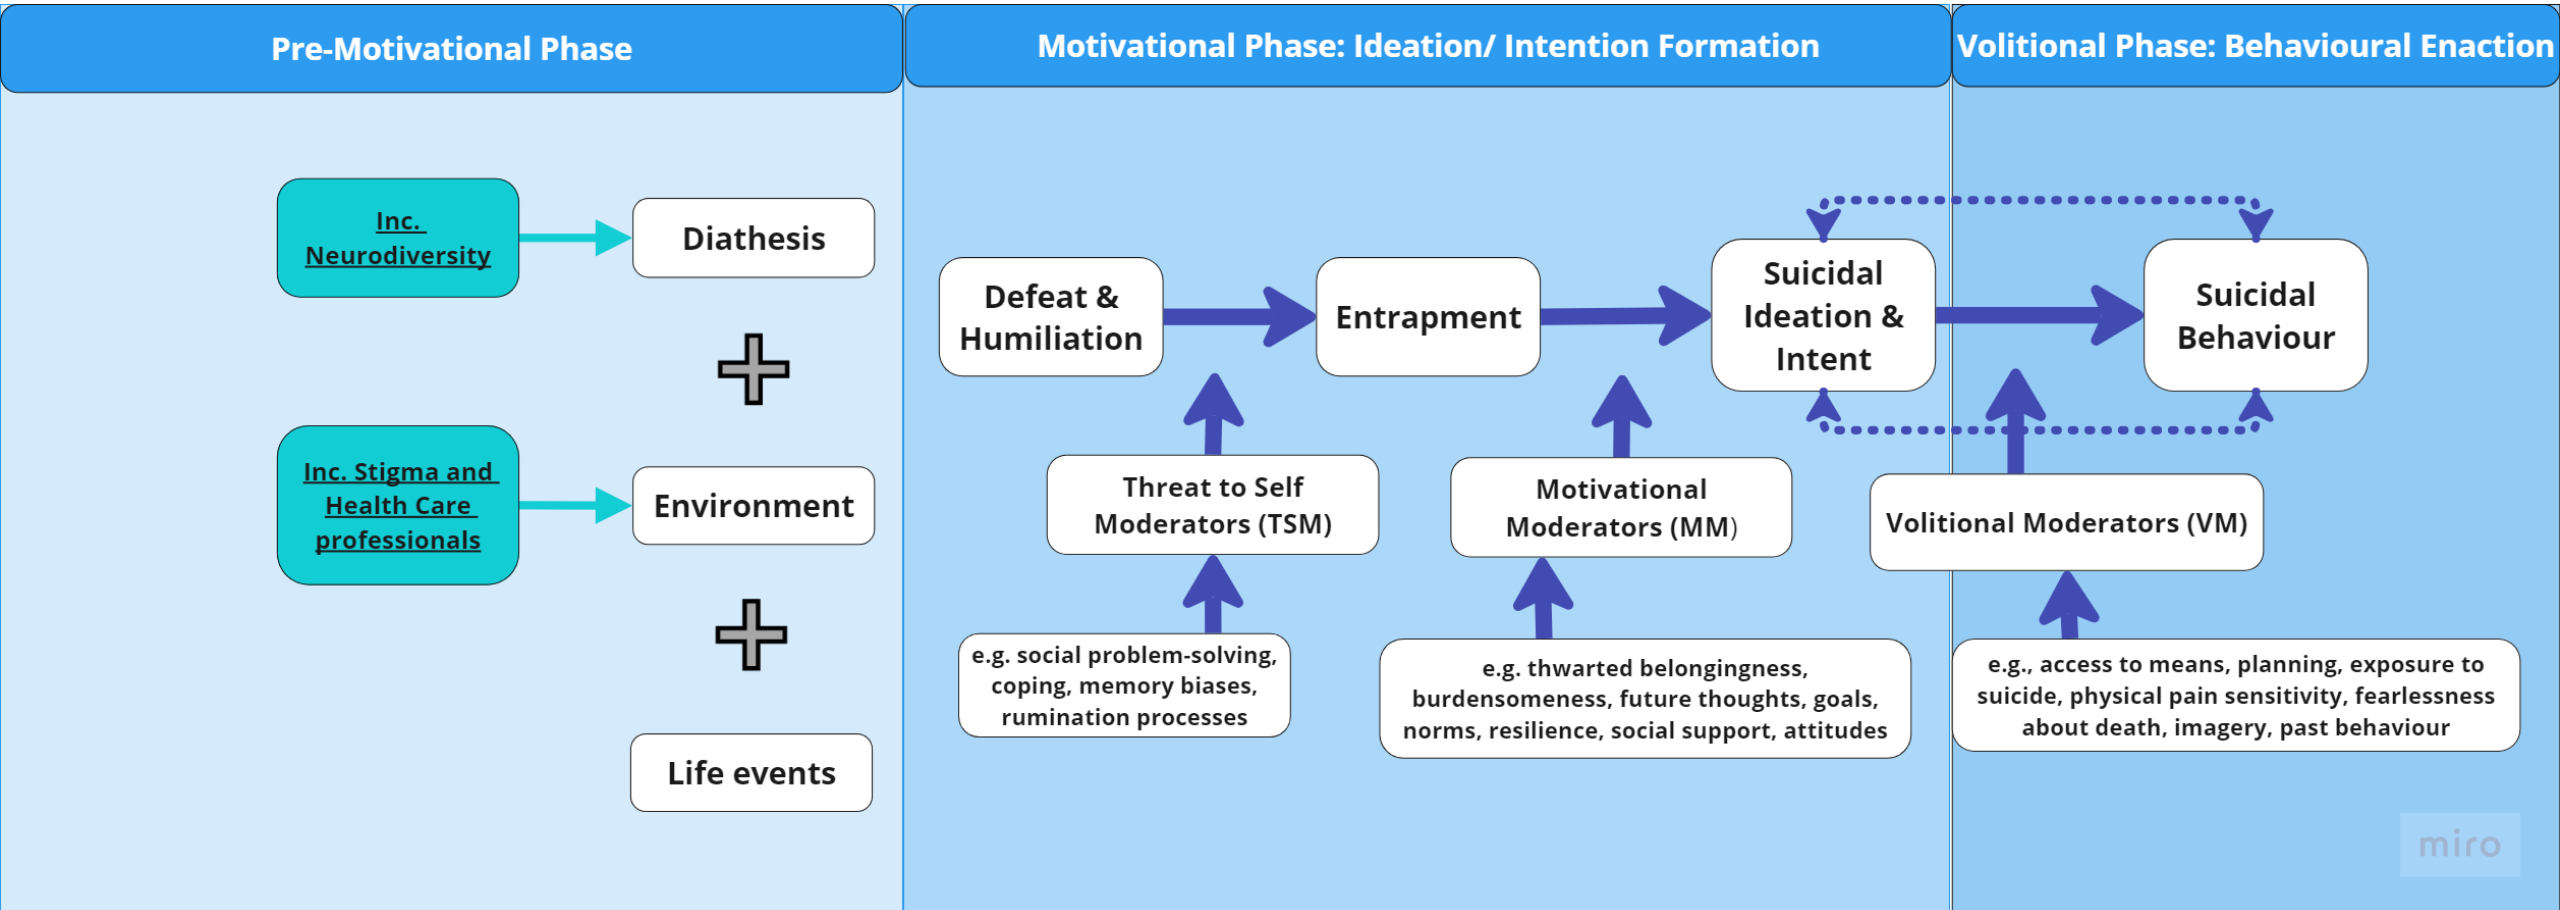 Pre-Motivational Phase
Motivational Phase: Ideation/ Intention Formation
Volitional Phase: Behavioural Enaction
Inc.
Neurodiversity
Diathesis
Inc. Stigma and
Health Care
professionals
Environment
Life events
Defeat &
Humiliation
Entrapment
Suicidal
Ideation &
Intent
Suicidal
Behaviour
Threat to Self
Moderators (TSM)
Motivational
Moderators (MM)
Volitional Moderators (VM)
e.g. social problem-solving,
coping, memory biases,
rumination processes
e.g. thwarted belongingness,
burdensomeness, future thoughts, goals,
norms, resilience, social support, attitudes
e.g., access to means, planning, exposure to
suicide, physical pain sensitivity, fearlessness
about death, imagery, past behaviour
miro